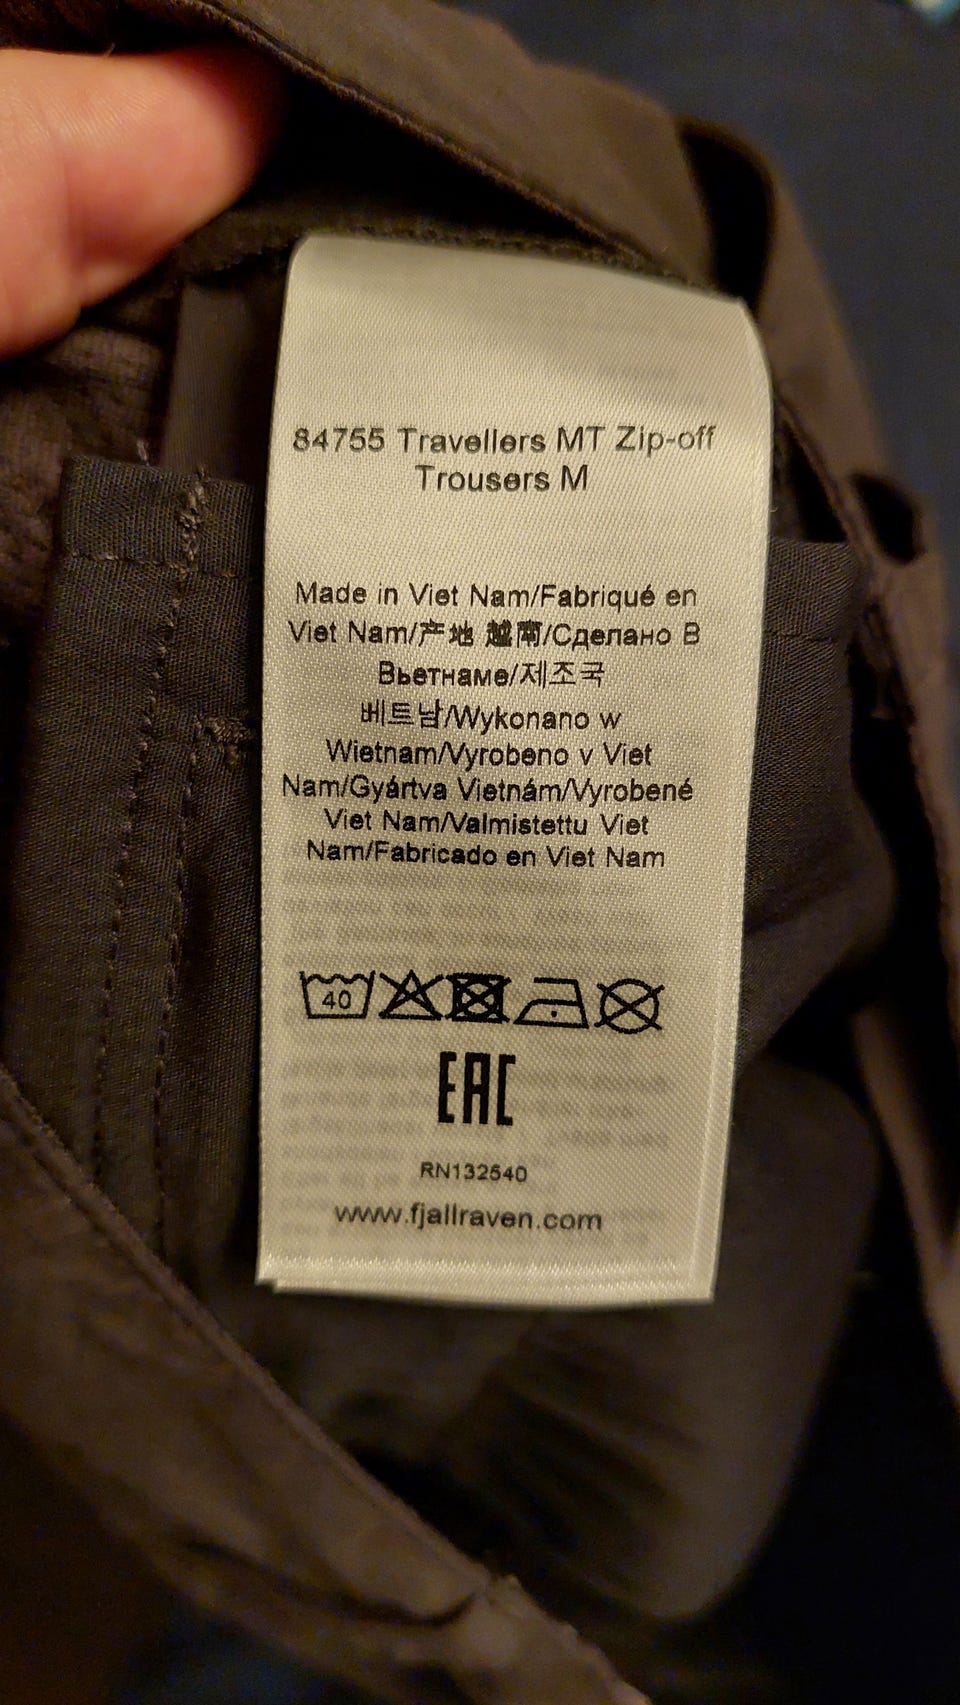 84755 Travellers MT Zip-off
Trousers M
Made in Viet Nam/Fabriqué en
Viet Nam/产地 越南/Сделано В
Вьетнаме/제조국
베트남/Wykonano w
Wietnam/Vyrobeno v Viet
Nam/Gyártva Vietnám/Vyrobené
Viet Nam/Valmistettu Viet
Nam/Fabricado en Viet Nam
40
EAC
RN132540
www.fjallraven.com